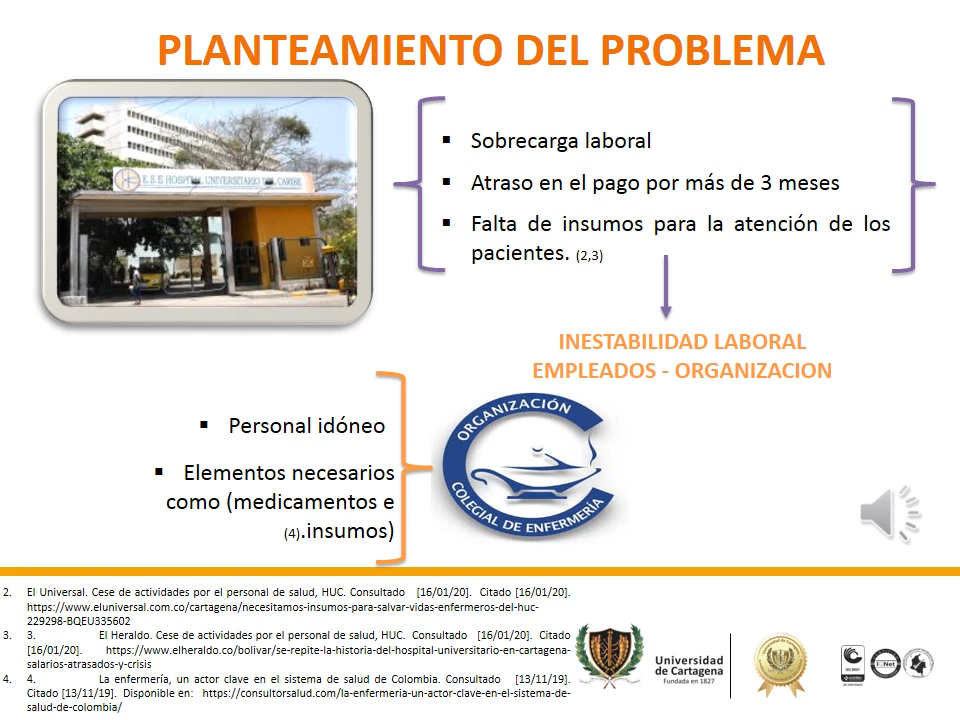 PLANTEAMIENTO DEL PROBLEMA
E.S.E HOSPITAL UNIVERSITARIO DEL CARIBE
▪ Sobrecarga laboral
▪ Atraso en el pago por más de 3 meses
▪ Falta de insumos para la atención de los
pacientes. (2,3)
INESTABILIDAD LABORAL
EMPLEADOS - ORGANIZACION
▪ Personal idóneo
▪ Elementos necesarios
como (medicamentos e
(4).insumos)
ORGANIZACIÓN
COLEGIAL DE ENFERMERÍA
2. El Universal. Cese de actividades por el personal de salud, HUC. Consultado [16/01/20]. Citado [16/01/20].
https://www.eluniversal.com.co/cartagena/necesitamos-insumos-para-salvar-vidas-enfermeros-del-huc-
229298-BQEU335602
3. 3. El Heraldo. Cese de actividades por el personal de salud, HUC. Consultado [16/01/20]. Citado
[16/01/20]. https://www.elheraldo.co/bolivar/se-repite-la-historia-del-hospital-universitario-en-cartagena-
salarios-atrasados-y-crisis
4. 4. La enfermería, un actor clave en el sistema de salud de Colombia. Consultado [13/11/19].
Citado [13/11/19]. Disponible en: https://consultorsalud.com/la-enfermeria-un-actor-clave-en-el-sistema-de-
salud-de-colombia/
Universidad
de Cartagena
Fundada en 1827